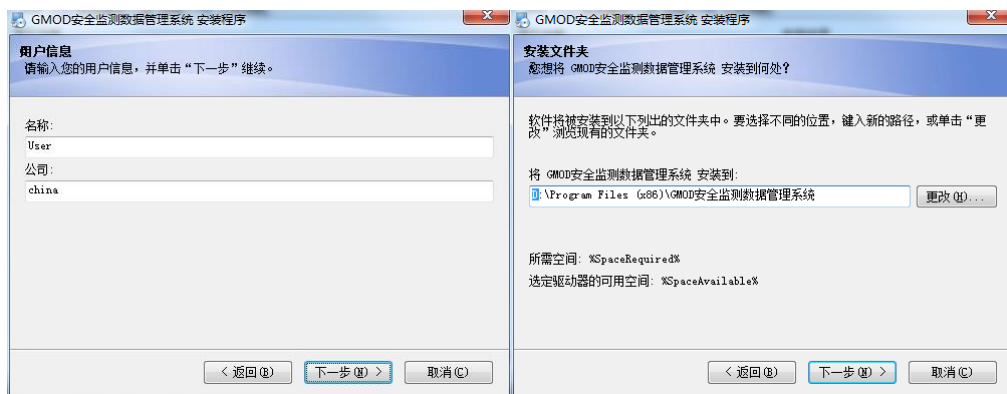 GMOD安全监测数据管理系统 安装程序
用户信息
请输入您的用户信息，并单击“下一步”继续。
名称:
User
公司:
china
< 返回(B)
下一步(N) >
取消(C)
GMOD安全监测数据管理系统 安装程序
安装文件夹
您想将 GMOD安全监测数据管理系统 安装到何处?
软件将被安装到以下列出的文件夹中。要选择不同的位置，键入新的路径，或单击“更
改”浏览现有的文件夹。
将 GMOD安全监测数据管理系统 安装到:
D:\Program Files (x86)\GMOD安全监测数据管理系统
更改(H)...
所需空间: %SpaceRequired%
选定驱动器的可用空间: %SpaceAvailable%
< 返回(B)
下一步(N) >
取消(C)